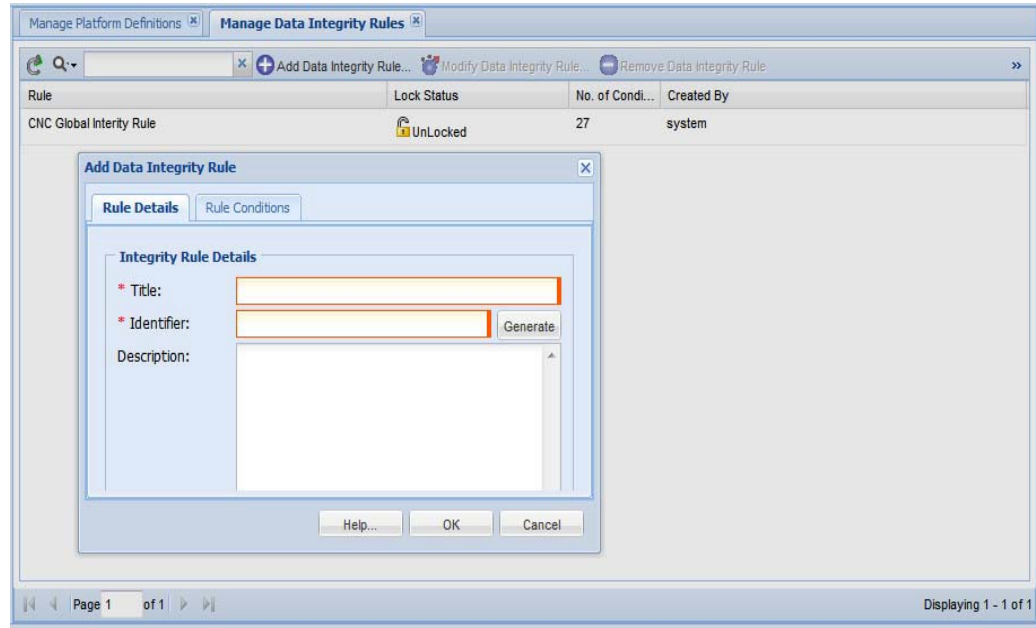 Manage Platform Definitions Manage Data Integrity Rules
Add Data Integrity Rule... Modify Data Integrity Rule... Remove Data Integrity Rule »
Rule Lock Status No. of Condi... Created By
CNC Global Interity Rule UnLocked 27 system
Add Data Integrity Rule
Rule Details Rule Conditions
Integrity Rule Details
* Title:
* Identifier: Generate
Description:
Help... OK Cancel
Page 1 of 1 Displaying 1 - 1 of 1